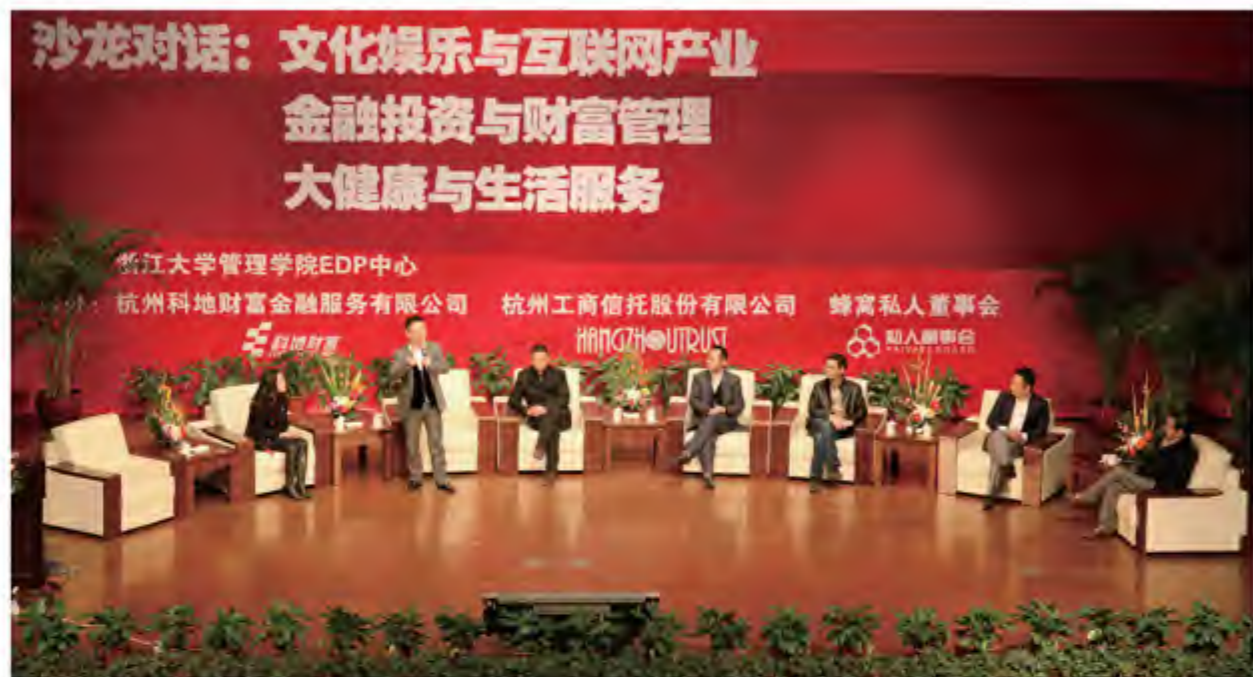 沙龙对话：文化娱乐与互联网产业
金融投资与财富管理
大健康与生活服务
浙江大学管理学院EDP中心
杭州科地财富金融服务有限公司 杭州工商信托股份有限公司 蜂窝私人董事会
科地财富 HANGZHOUTRUST 私人董事会